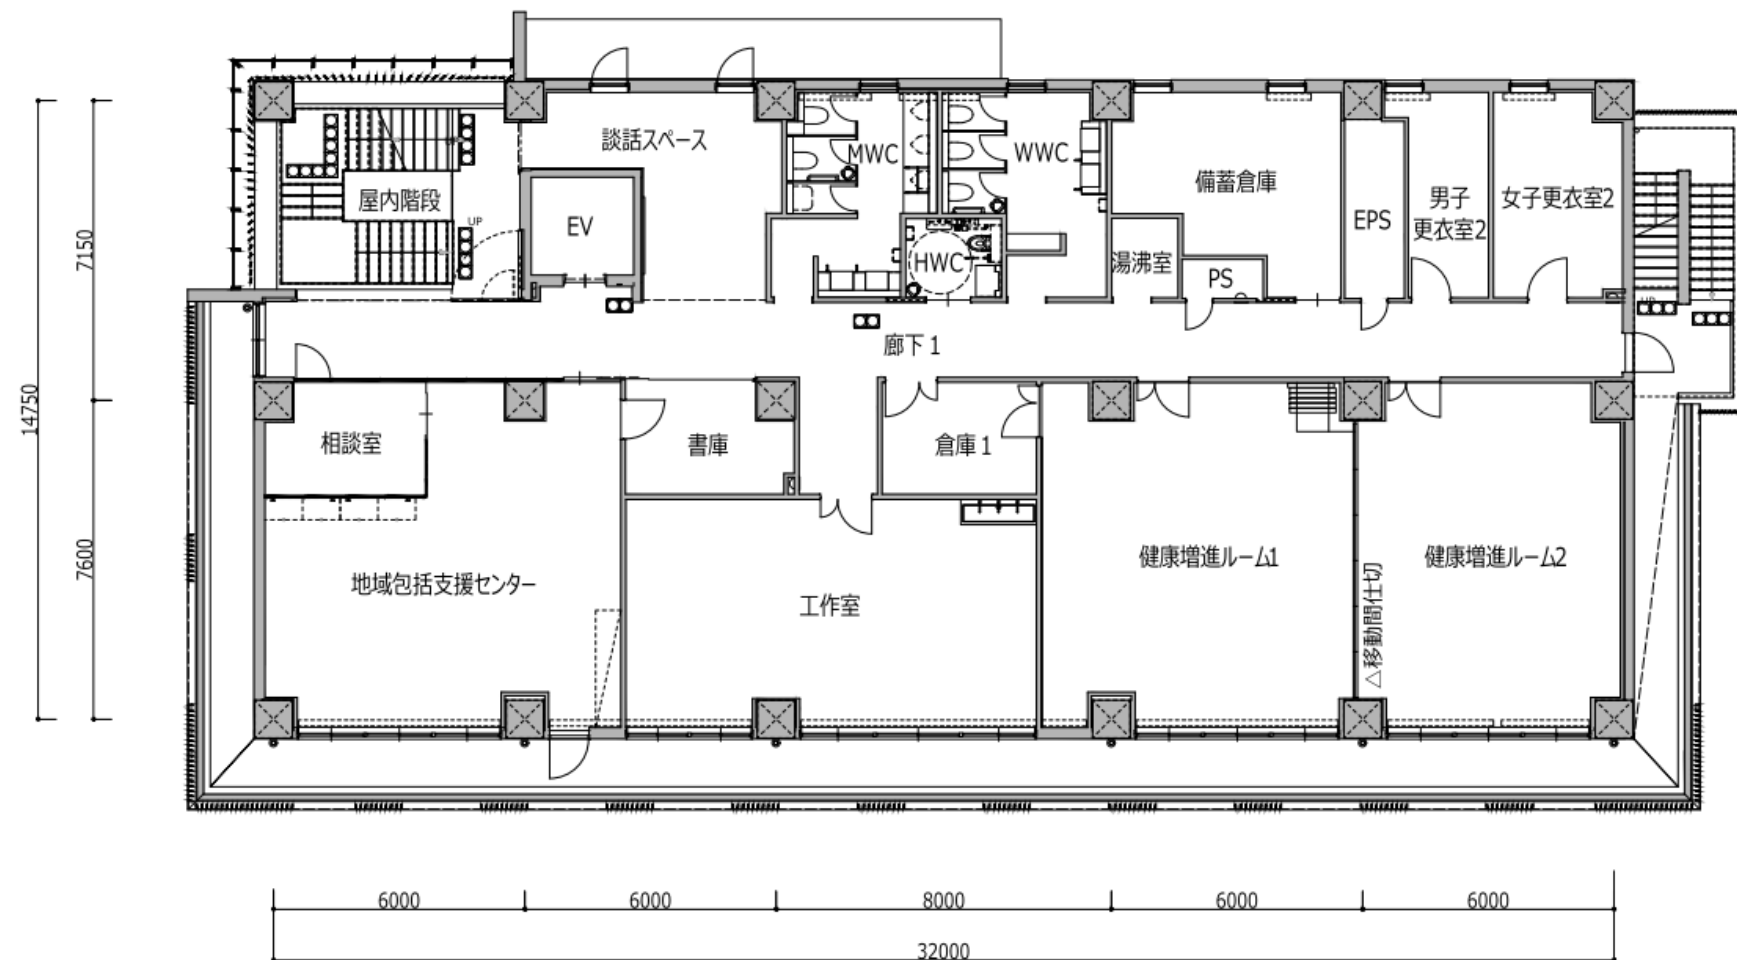 談話スペース
MWC
WWC
備蓄倉庫
屋内階段
EV
EPS
男子
更衣室2
女子更衣室2
UP
HWC
湯沸室
PS
UP
廊下1
7150
14750
7600
相談室
書庫
倉庫1
地域包括支援センター
工作室
健康増進ルーム1
△移動間仕切
健康増進ルーム2
6000
6000
8000
6000
6000
32000